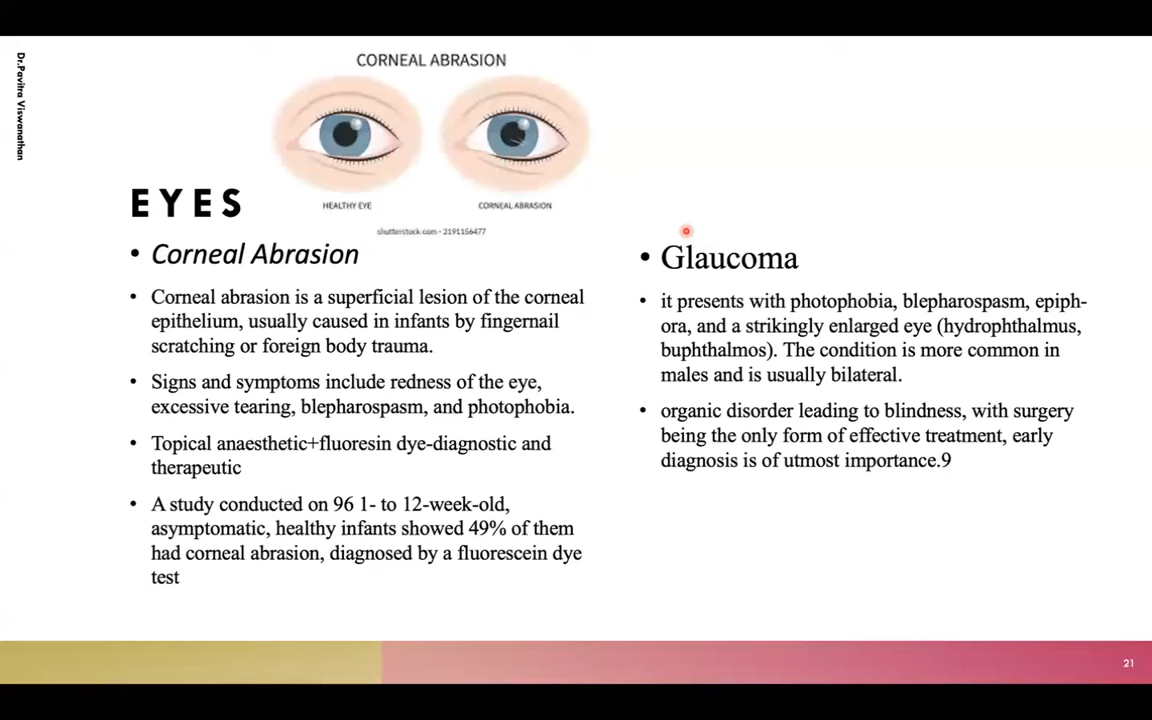 Dr.Pavitra Viswanathan
CORNEAL ABRASION
HEALTHY EYE
CORNEAL ABRASION
shutterstock.com · 2191156477
EYES
• Corneal Abrasion
• Corneal abrasion is a superficial lesion of the corneal
epithelium, usually caused in infants by fingernail
scratching or foreign body trauma.
• Signs and symptoms include redness of the eye,
excessive tearing, blepharospasm, and photophobia.
• Topical anaesthetic+fluoresin dye-diagnostic and
therapeutic
• A study conducted on 96 1- to 12-week-old,
asymptomatic, healthy infants showed 49% of them
had corneal abrasion, diagnosed by a fluorescein dye
test
• Glaucoma
• it presents with photophobia, blepharospasm, epiph-
ora, and a strikingly enlarged eye (hydrophthalmus,
buphthalmos). The condition is more common in
males and is usually bilateral.
• organic disorder leading to blindness, with surgery
being the only form of effective treatment, early
diagnosis is of utmost importance.9
21